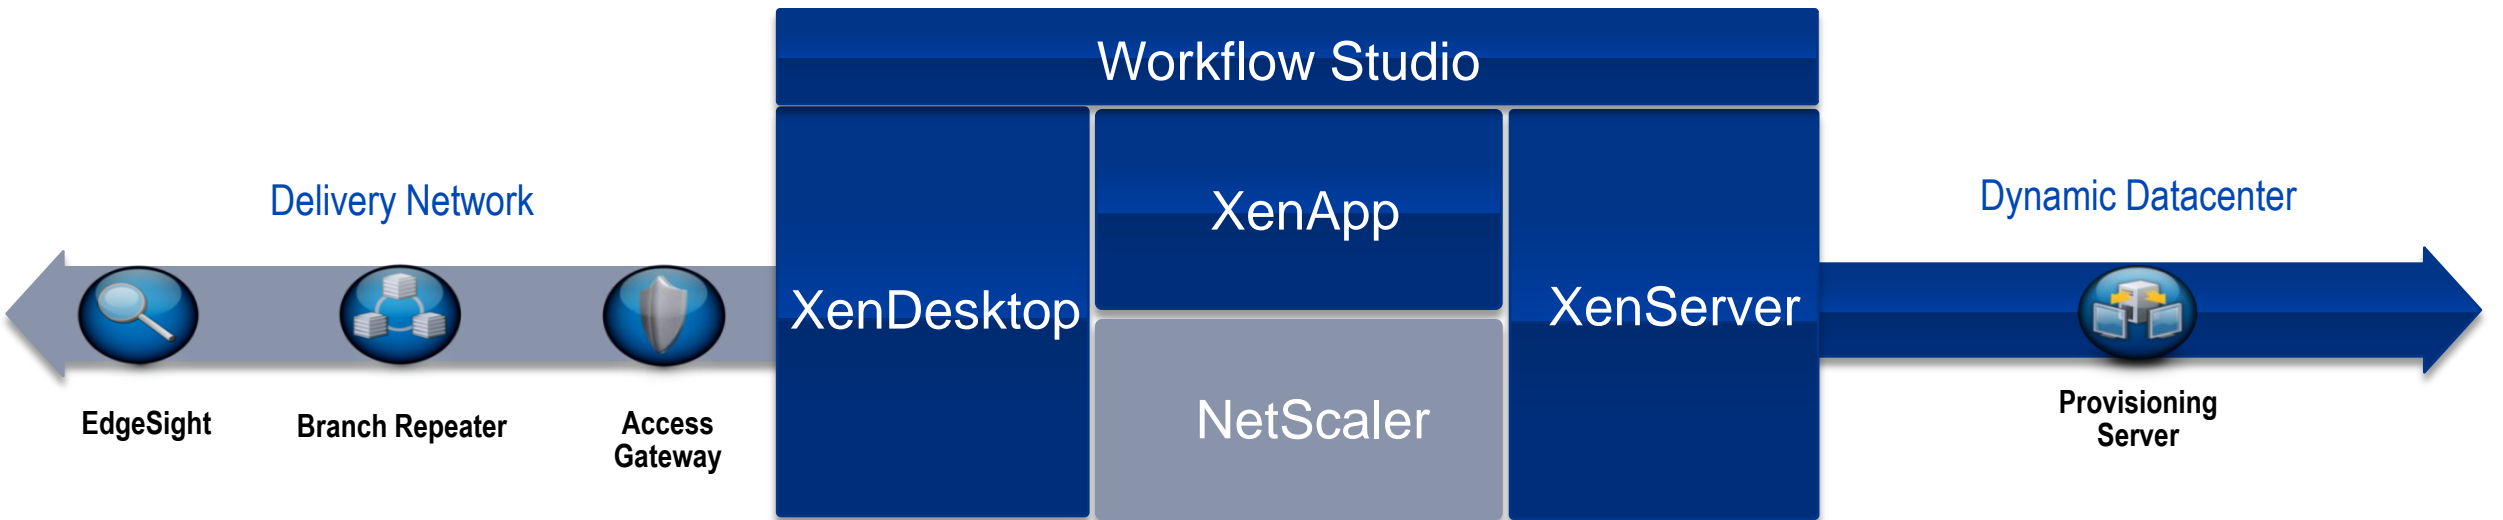 Workflow Studio
Delivery Network
XenDesktop
XenApp
NetScaler
XenServer
Dynamic Datacenter
EdgeSight
Branch Repeater
Access
Gateway
Provisioning
Server